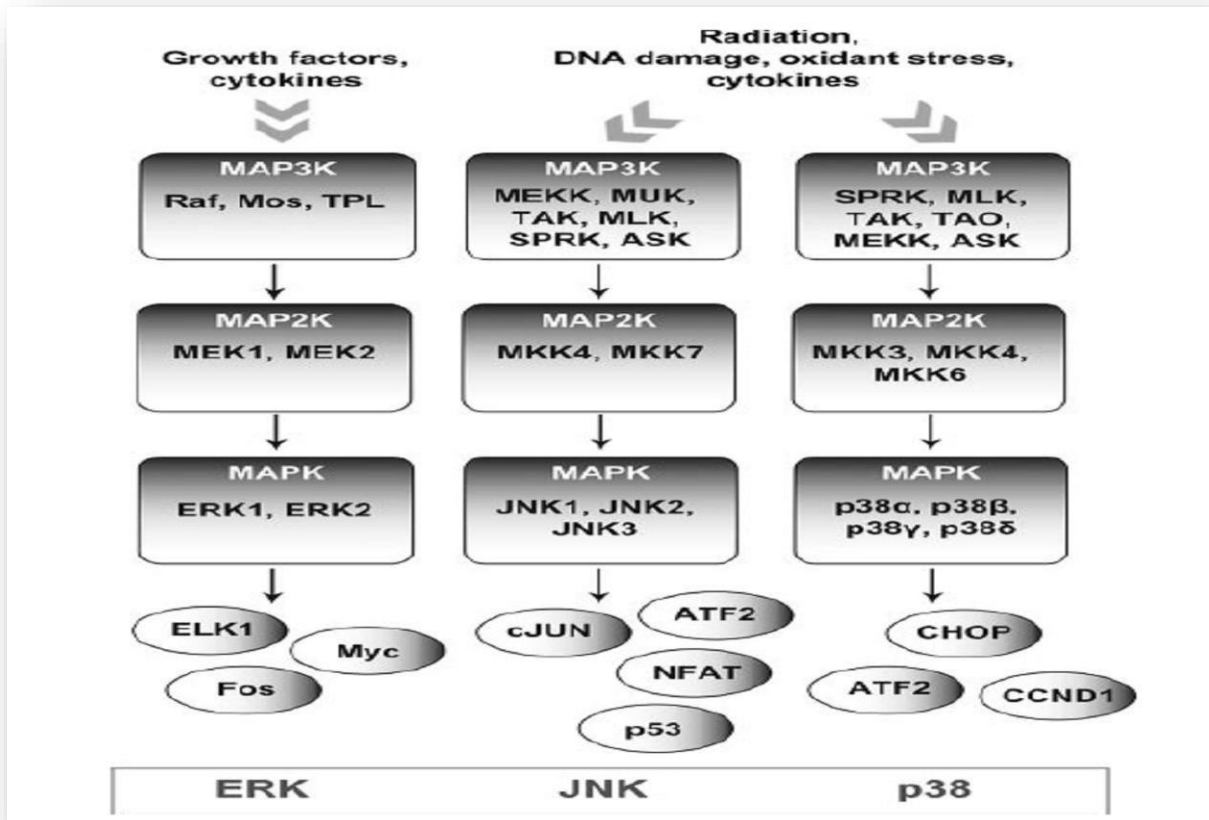 Growth factors,
cytokines
Radiation,
DNA damage, oxidant stress,
cytokines
MAP3K
Raf, Mos, TPL
MAP3K
MEKK, MUK,
TAK, MLK,
SPRK, ASK
MAP3K
SPRK, MLK,
TAK, TAO,
MEKK, ASK
MAP2K
MEK1, MEK2
MAP2K
MKK4, MKK7
MAP2K
MKK3, MKK4,
MKK6
MAPK
ERK1, ERK2
MAPK
JNK1, JNK2,
JNK3
MAPK
p38α, p38β,
p38γ, p38δ
ELK1
Myc
Fos
cJUN
ATF2
NFAT
p53
CHOP
ATF2
CCND1
ERK
JNK
p38